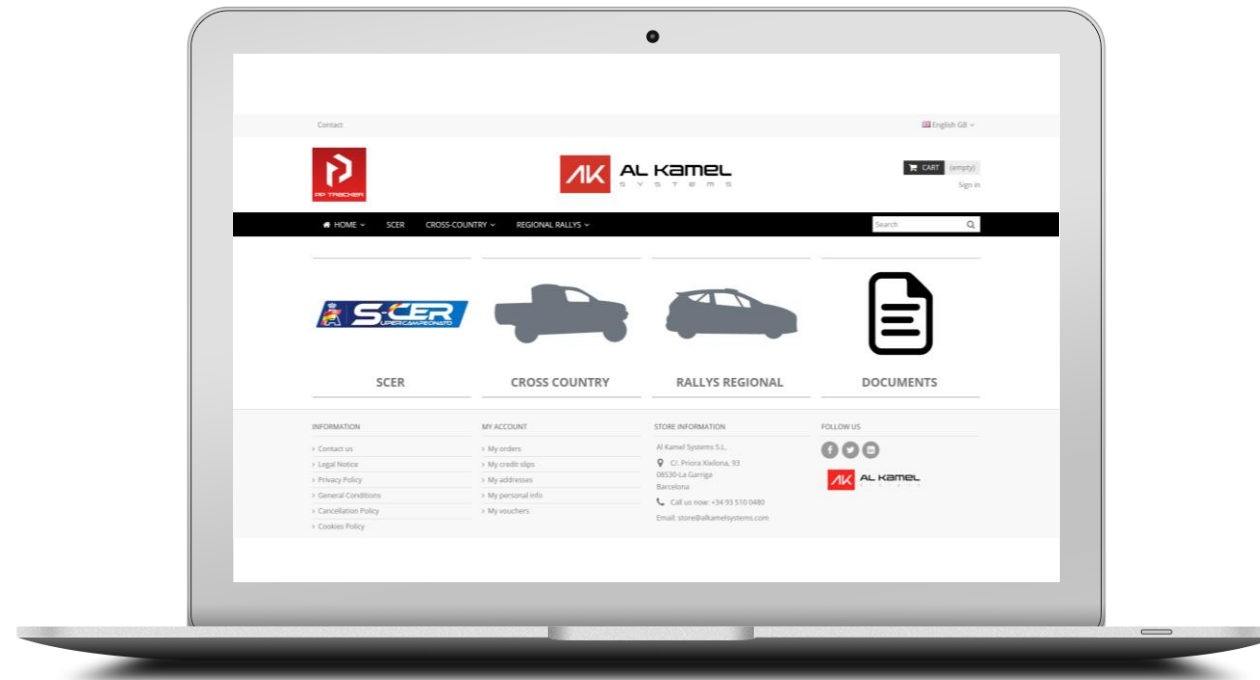 Contact
English GB
PP TRACKER
AK AL KAMEL
SYSTEMS
CART (empty)
Sign in
HOME SCER CROSS-COUNTRY REGIONAL RALLYS Search
S-CER
SUPERCAMPEONATO
SCER CROSS COUNTRY RALLYS REGIONAL DOCUMENTS
INFORMATION
> Contact us
> Legal Notice
> Privacy Policy
> General Conditions
> Cancellation Policy
> Cookies Policy
MY ACCOUNT
> My orders
> My credit slips
> My addresses
> My personal info
> My vouchers
STORE INFORMATION
Al Kamel Systems S.L.
08530-La Garriga
Barcelona
Call us now: +34 93 510 0480
Email: store@alkamelsystems.com
FOLLOW US
AK AL KAMEL